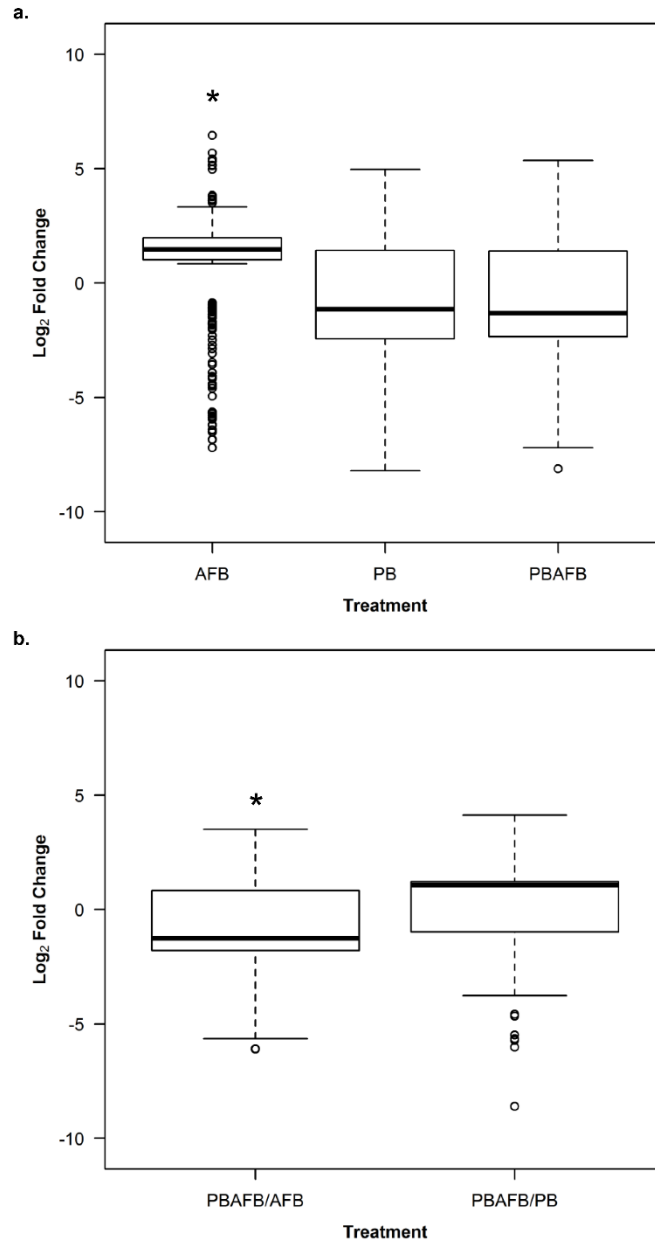 a.
10
*
5
0
-5
-10
Log₂ Fold Change
AFB PB PBAFB
Treatment
b.
10
5
*
0
-5
-10
Log₂ Fold Change
PBAFB/AFB PBAFB/PB
Treatment